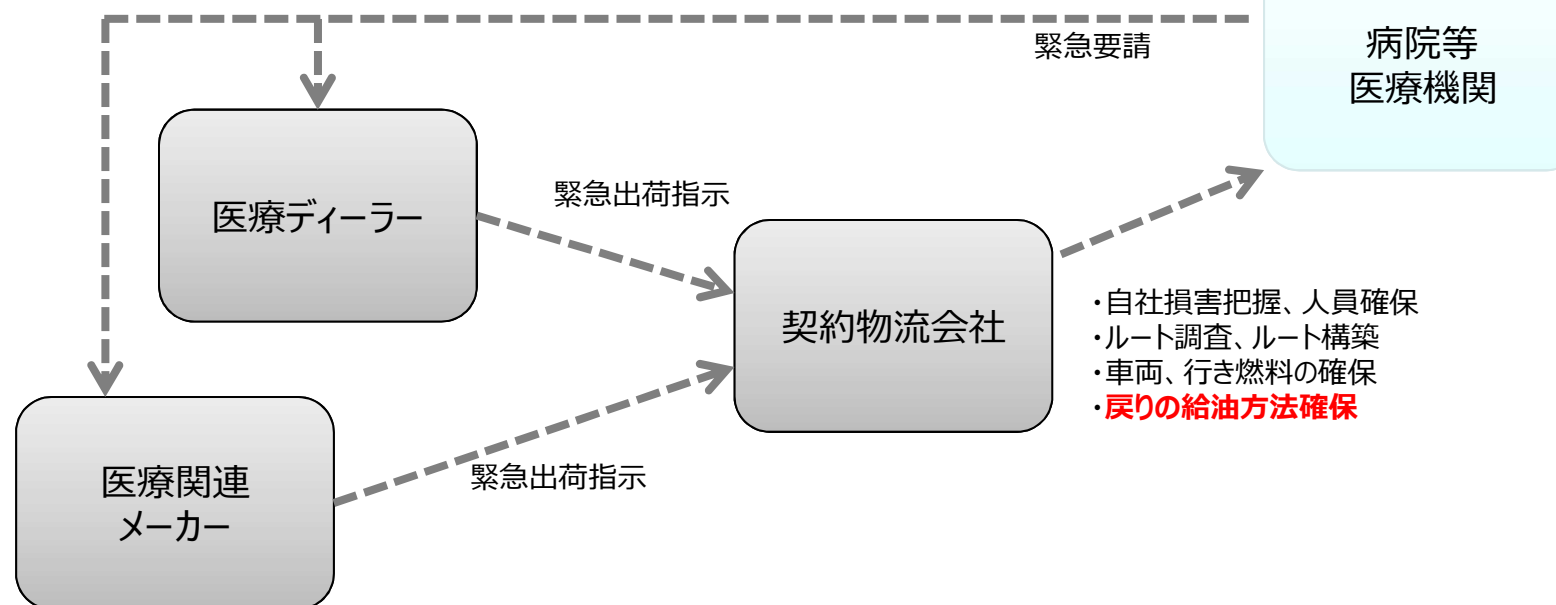 緊急要請
病院等
医療機関
医療ディーラー
緊急出荷指示
契約物流会社
・自社損害把握、人員確保
・ルート調査、ルート構築
・車両、行き燃料の確保
・戻りの給油方法確保
医療関連
メーカー
緊急出荷指示